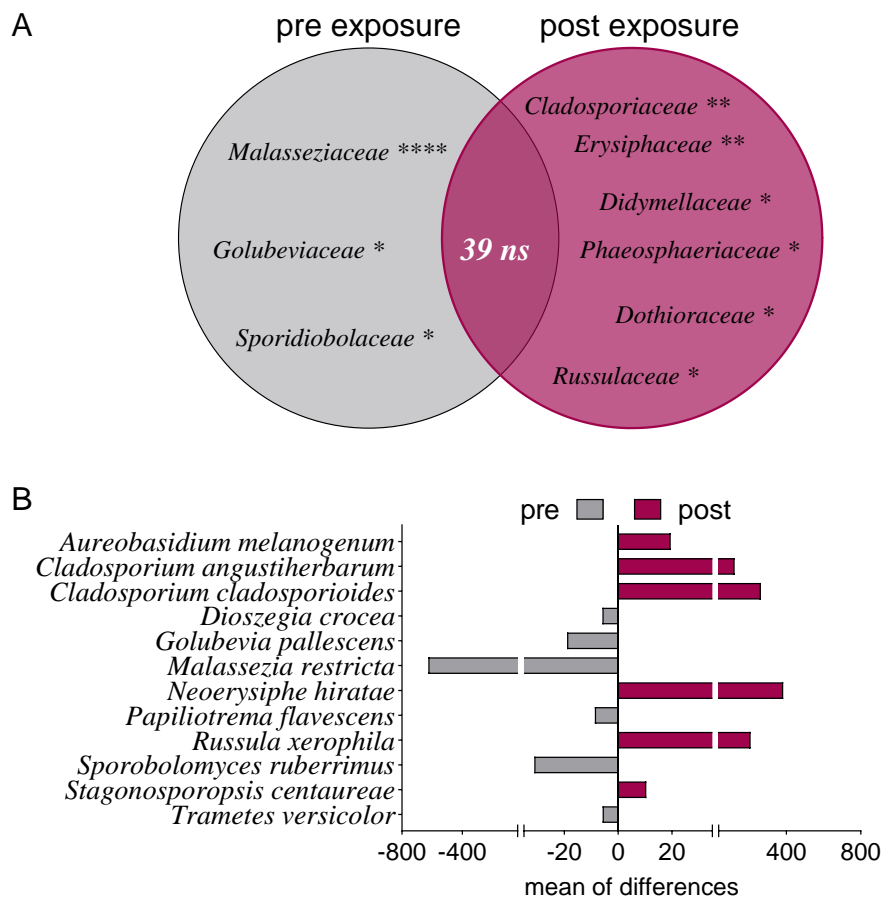 A
pre exposure
post exposure
Cladosporiaceae **
Erysiphaceae **
Malasseziaceae ****
Didymellaceae *
Golubeviaceae *
39 ns
Phaeosphaeriaceae *
Dothioraceae *
Sporidiobolaceae *
Russulaceae *
B
pre
post
Aureobasidium melanogenum
Cladosporium angustiherbarum
Cladosporium cladosporioides
Dioszegia crocea
Golubevia pallescens
Malassezia restricta
Neoerysiphe hiratae
Papiliotrema flavescens
Russula xerophila
Sporobolomyces ruberrimus
Stagonosporopsis centaureae
Trametes versicolor
-800 -400 -20 0 20 400 800
mean of differences